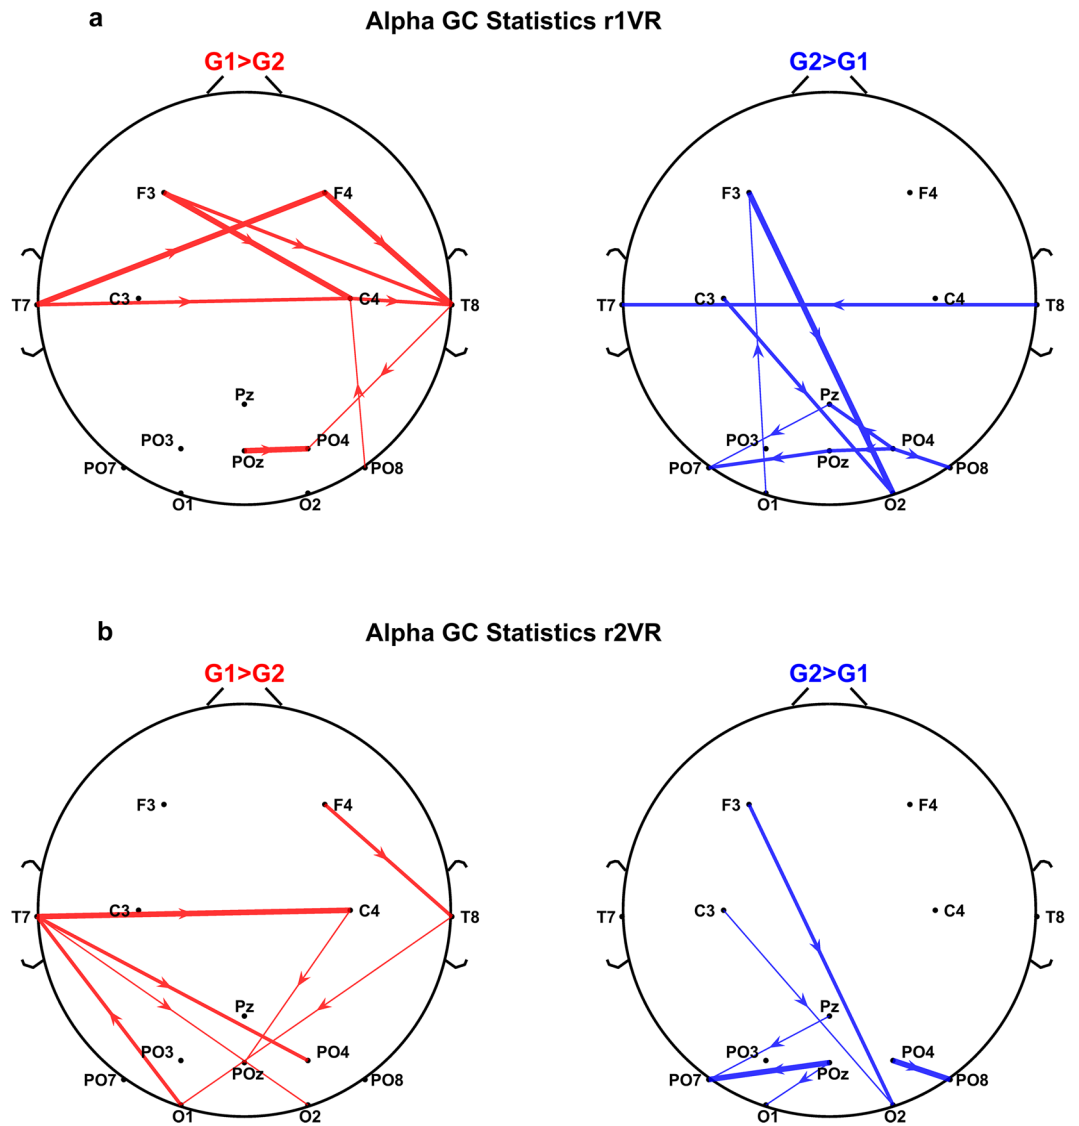 a
Alpha GC Statistics r1VR
G1>G2
G2>G1
F3
F4
F3
F4
T7
C3
C4
T8
T7
C3
C4
T8
Pz
Pz
PO3
PO4
PO3
PO4
PO7
POz
PO8
PO7
POz
PO8
O1
O2
O1
O2
b
Alpha GC Statistics r2VR
G1>G2
G2>G1
F3
F4
F3
F4
T7
C3
C4
T8
T7
C3
C4
T8
Pz
Pz
PO3
PO4
PO3
PO4
PO7
POz
PO8
PO7
POz
PO8
O1
O2
O1
O2